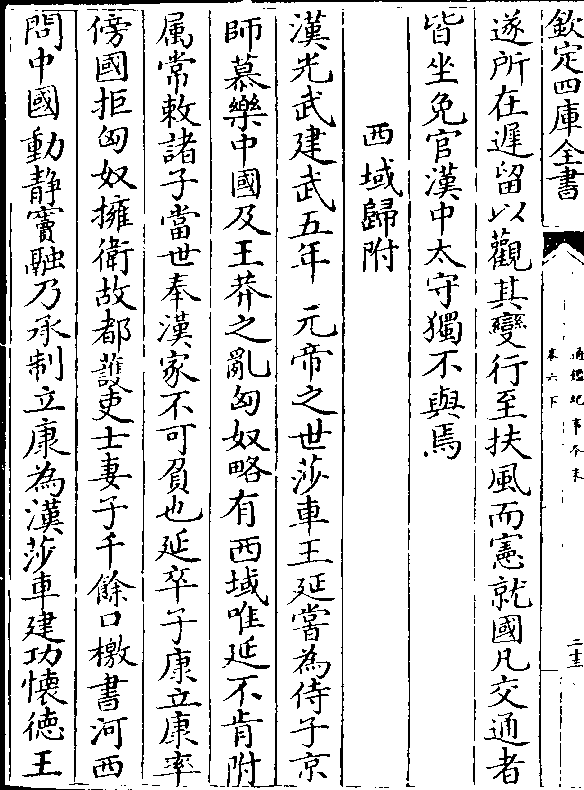 欽定四庫全書
通鑑紀事本末
卷六下
二十三
遂所在遲留以觀其變行至扶風而憲就國凡交通者
皆坐免官漢中太守獨不與焉
西域歸附
漢光武建武五年 元帝之世莎車王延嘗為侍子京
師慕樂中國及王莽之亂匈奴略有西域唯延不肯附
属常敕諸子當世奉漢家不可負也延卒子康立康率
傍國拒匈奴擁衛故都護吏士妻子千餘口檄書河西
問中國動静竇融乃承制立康為漢莎車建功懐徳王